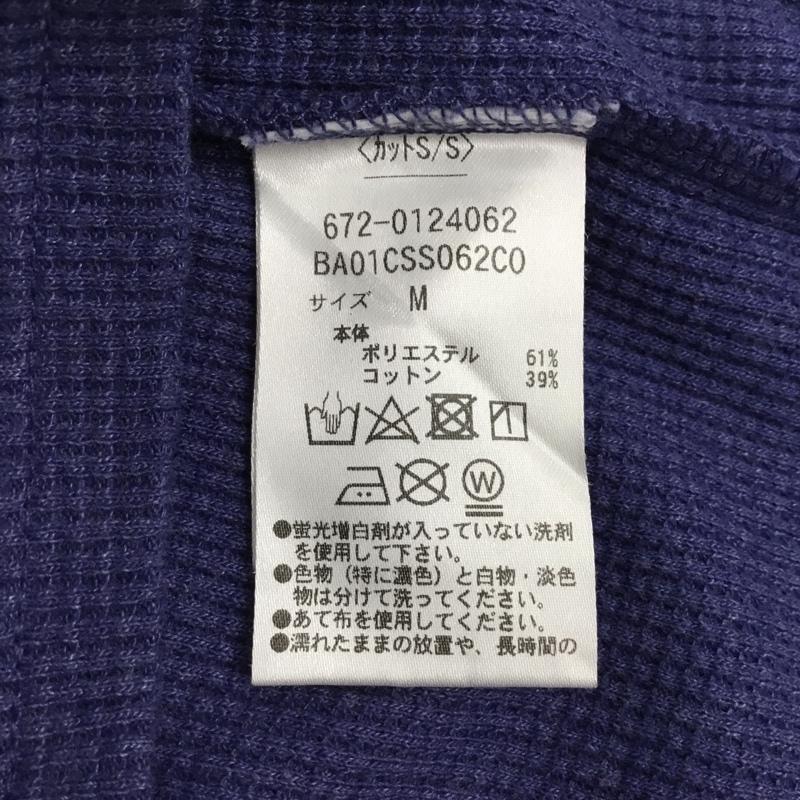 〈カットS/S〉
672-0124062
BA01CSS062CO
サイズ M
本体
ポリエステル 61%
コットン 39%
W
●蛍光増白剤が入っていない洗剤
を使用して下さい。
●色物（特に濃色）と白物・淡色
物は分けて洗ってください。
●あて布を使用してください。
●濡れたままの放置や、長時間の